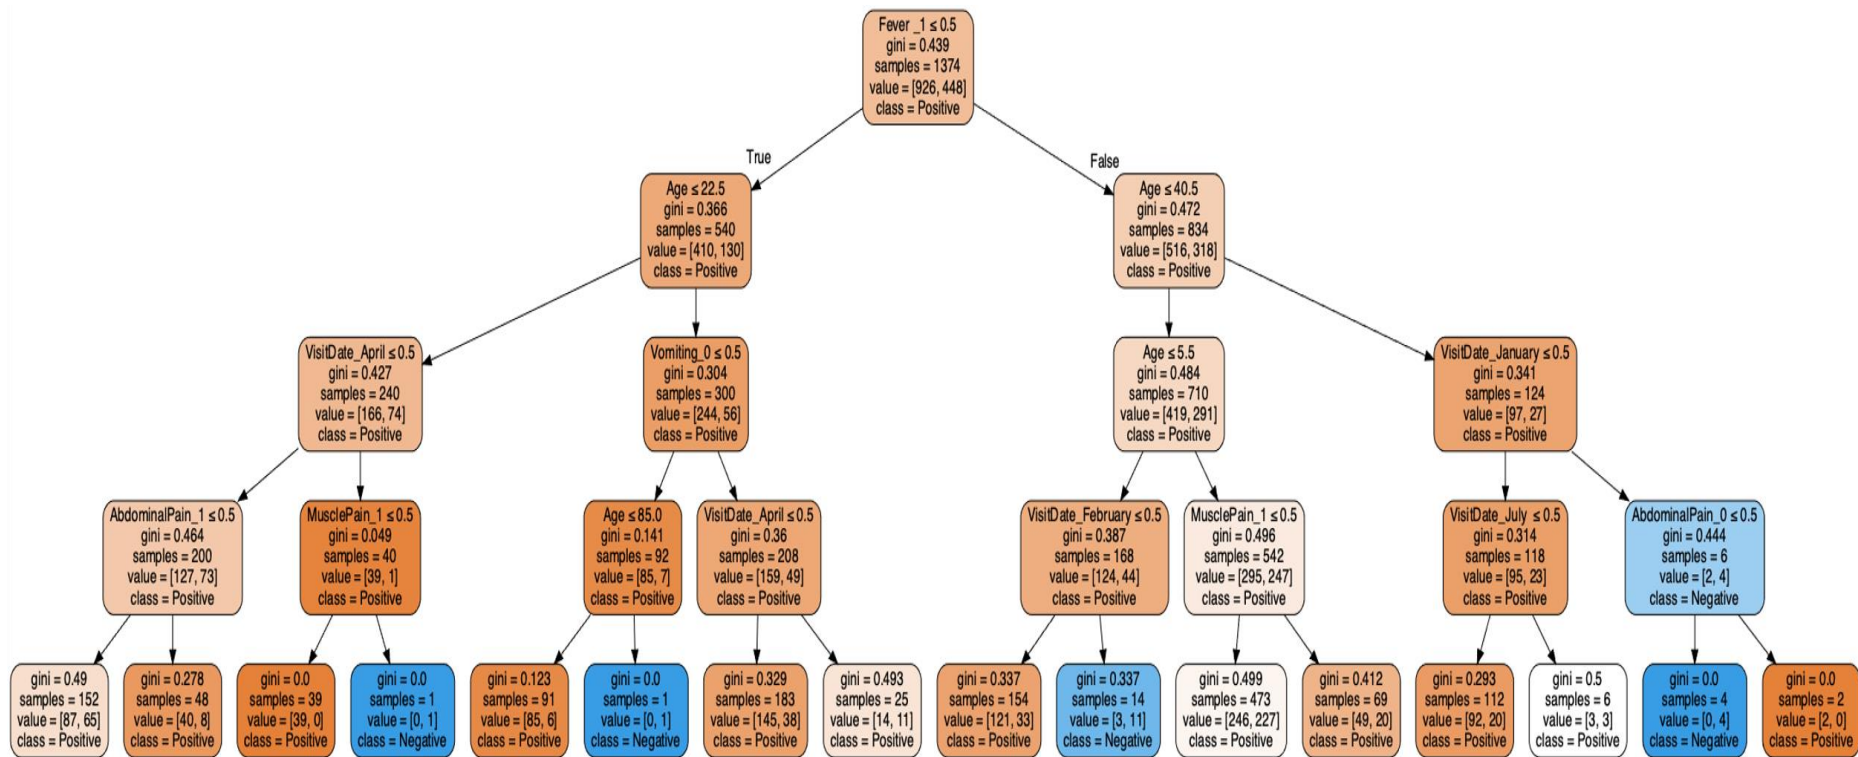 Fever _1 ≤ 0.5
gini = 0.439
samples = 1374
value = [926, 448]
class = Positive
True
False
Age ≤ 22.5
gini = 0.366
samples = 540
value = [410, 130]
class = Positive
Age ≤ 40.5
gini = 0.472
samples = 834
value = [516, 318]
class = Positive
VisitDate_April ≤ 0.5
gini = 0.427
samples = 240
value = [166, 74]
class = Positive
Vomiting_0 ≤ 0.5
gini = 0.304
samples = 300
value = [244, 56]
class = Positive
Age ≤ 5.5
gini = 0.484
samples = 710
value = [419, 291]
class = Positive
VisitDate_January ≤ 0.5
gini = 0.341
samples = 124
value = [97, 27]
class = Positive
AbdominalPain_1 ≤ 0.5
gini = 0.464
samples = 200
value = [127, 73]
class = Positive
MusclePain_1 ≤ 0.5
gini = 0.049
samples = 40
value = [39, 1]
class = Positive
Age ≤ 85.0
gini = 0.141
samples = 92
value = [85, 7]
class = Positive
VisitDate_April ≤ 0.5
gini = 0.36
samples = 208
value = [159, 49]
class = Positive
VisitDate_February ≤ 0.5
gini = 0.387
samples = 168
value = [124, 44]
class = Positive
MusclePain_1 ≤ 0.5
gini = 0.496
samples = 542
value = [295, 247]
class = Positive
VisitDate_July ≤ 0.5
gini = 0.314
samples = 118
value = [95, 23]
class = Positive
AbdominalPain_0 ≤ 0.5
gini = 0.444
samples = 6
value = [2, 4]
class = Negative
gini = 0.49
samples = 152
value = [87, 65]
class = Positive
gini = 0.278
samples = 48
value = [40, 8]
class = Positive
gini = 0.0
samples = 39
value = [39, 0]
class = Positive
gini = 0.0
samples = 1
value = [0, 1]
class = Negative
gini = 0.123
samples = 91
value = [85, 6]
class = Positive
gini = 0.0
samples = 1
value = [0, 1]
class = Negative
gini = 0.329
samples = 183
value = [145, 38]
class = Positive
gini = 0.493
samples = 25
value = [14, 11]
class = Positive
gini = 0.337
samples = 154
value = [121, 33]
class = Positive
gini = 0.337
samples = 14
value = [3, 11]
class = Negative
gini = 0.499
samples = 473
value = [246, 227]
class = Positive
gini = 0.412
samples = 69
value = [49, 20]
class = Positive
gini = 0.293
samples = 112
value = [92, 20]
class = Positive
gini = 0.5
samples = 6
value = [3, 3]
class = Positive
gini = 0.0
samples = 4
value = [0, 4]
class = Negative
gini = 0.0
samples = 2
value = [2, 0]
class = Positive